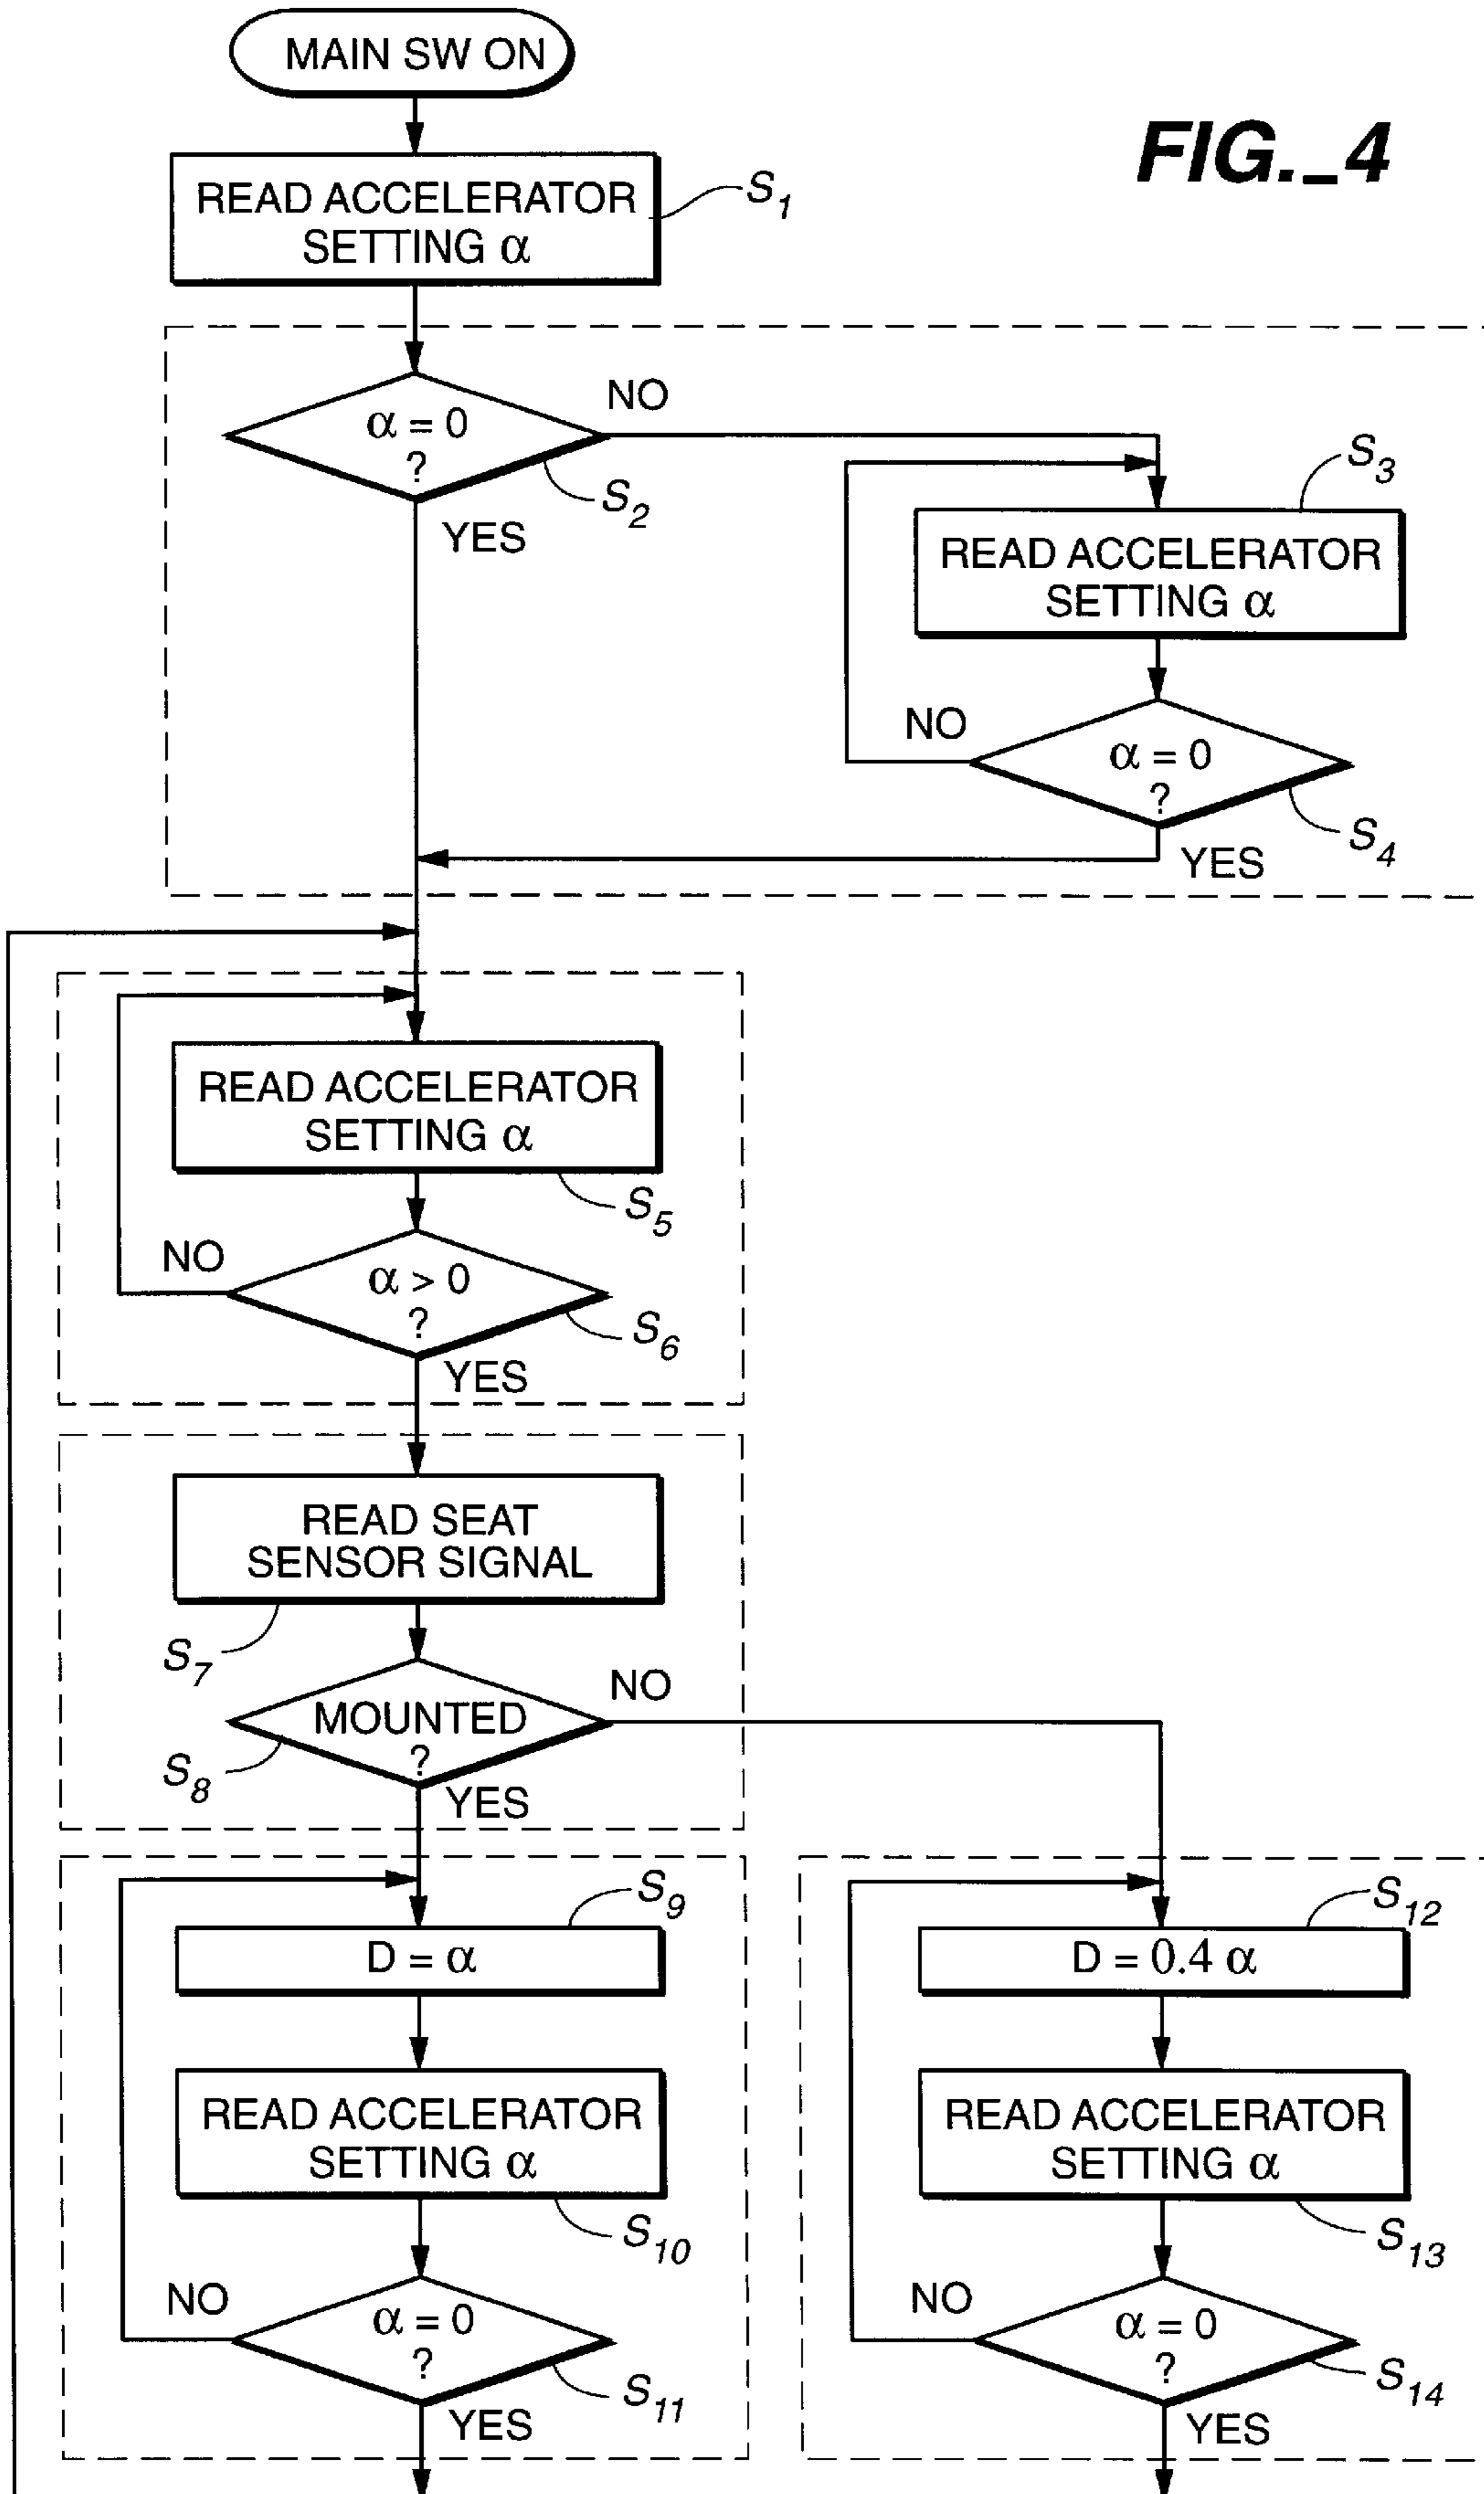 MAIN SW ON
FIG._4
READ ACCELERATOR
SETTING α
S1
α = 0
?
NO
S2
YES
S3
READ ACCELERATOR
SETTING α
NO
α = 0
?
S4
YES
READ ACCELERATOR
SETTING α
S5
NO
α > 0
?
S6
YES
READ SEAT
SENSOR SIGNAL
S7
NO
MOUNTED
?
S8
YES
S9
D = α
READ ACCELERATOR
SETTING α
S10
NO
α = 0
?
S11
YES
S12
D = 0.4 α
READ ACCELERATOR
SETTING α
S13
NO
α = 0
?
S14
YES